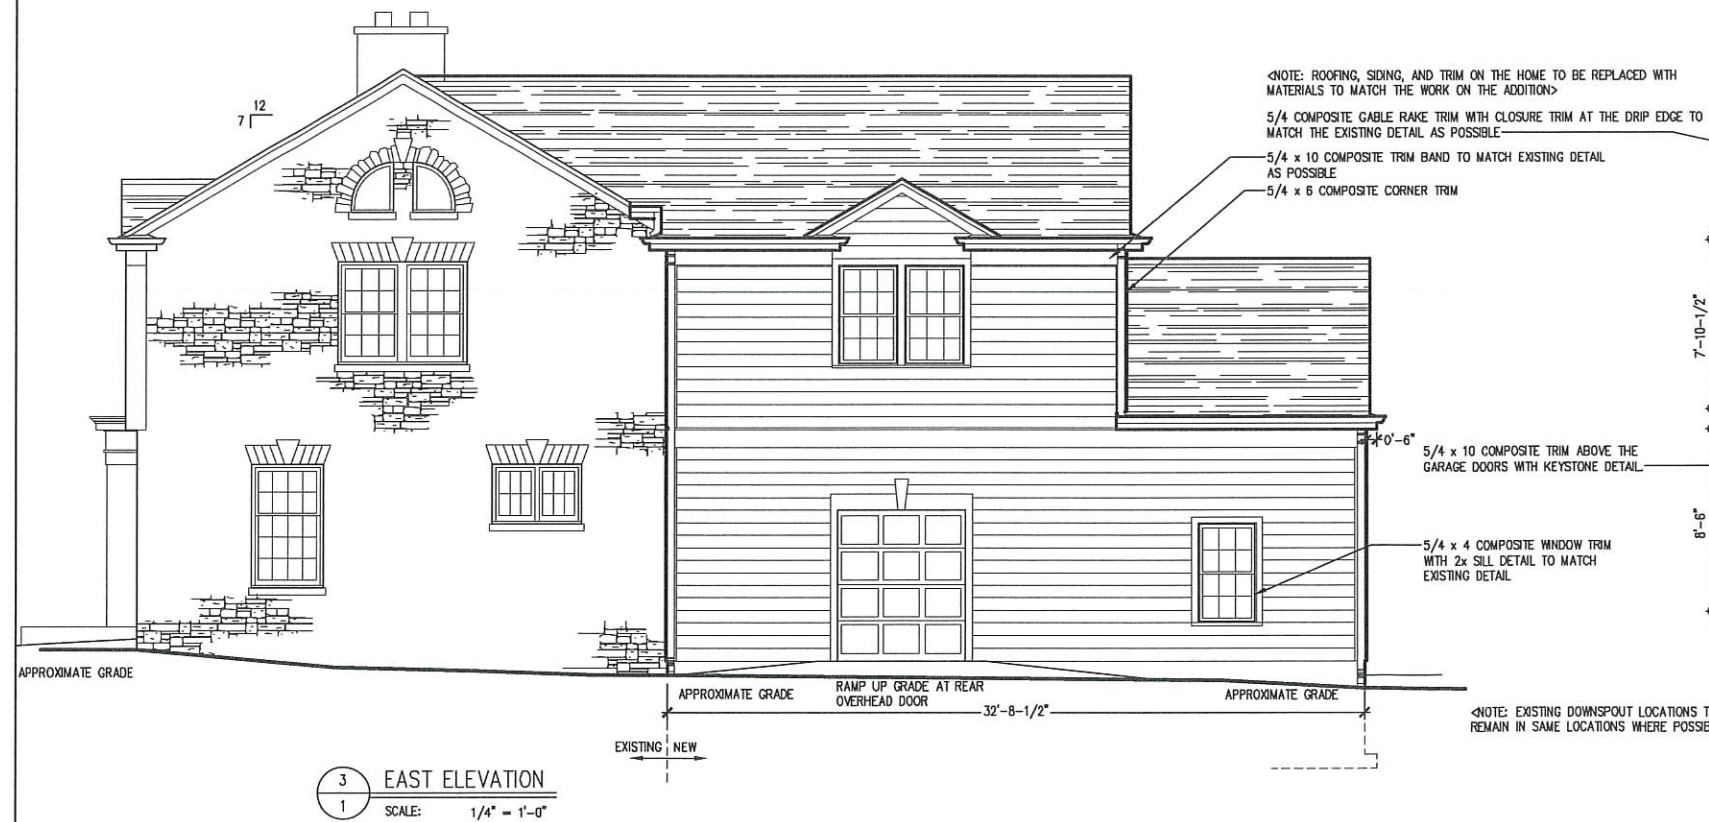 12
7
<NOTE: ROOFING, SIDING, AND TRIM ON THE HOME TO BE REPLACED WITH
MATERIALS TO MATCH THE WORK ON THE ADDITION>
5/4 COMPOSITE GABLE RAKE TRIM WITH CLOSURE TRIM AT THE DRIP EDGE TO
MATCH THE EXISTING DETAIL AS POSSIBLE
5/4 x 10 COMPOSITE TRIM BAND TO MATCH EXISTING DETAIL
AS POSSIBLE
5/4 x 6 COMPOSITE CORNER TRIM
7'-10-1/2"
0'-6"
5/4 x 10 COMPOSITE TRIM ABOVE THE
GARAGE DOORS WITH KEYSTONE DETAIL
8'-6"
5/4 x 4 COMPOSITE WINDOW TRIM
WITH 2x SILL DETAIL TO MATCH
EXISTING DETAIL
APPROXIMATE GRADE
APPROXIMATE GRADE
RAMP UP GRADE AT REAR
OVERHEAD DOOR
APPROXIMATE GRADE
32'-8-1/2"
<NOTE: EXISTING DOWNSPOUT LOCATIONS
REMAIN IN SAME LOCATIONS WHERE
EXISTING NEW
3
1
EAST ELEVATION
SCALE: 1/4" = 1'-0"